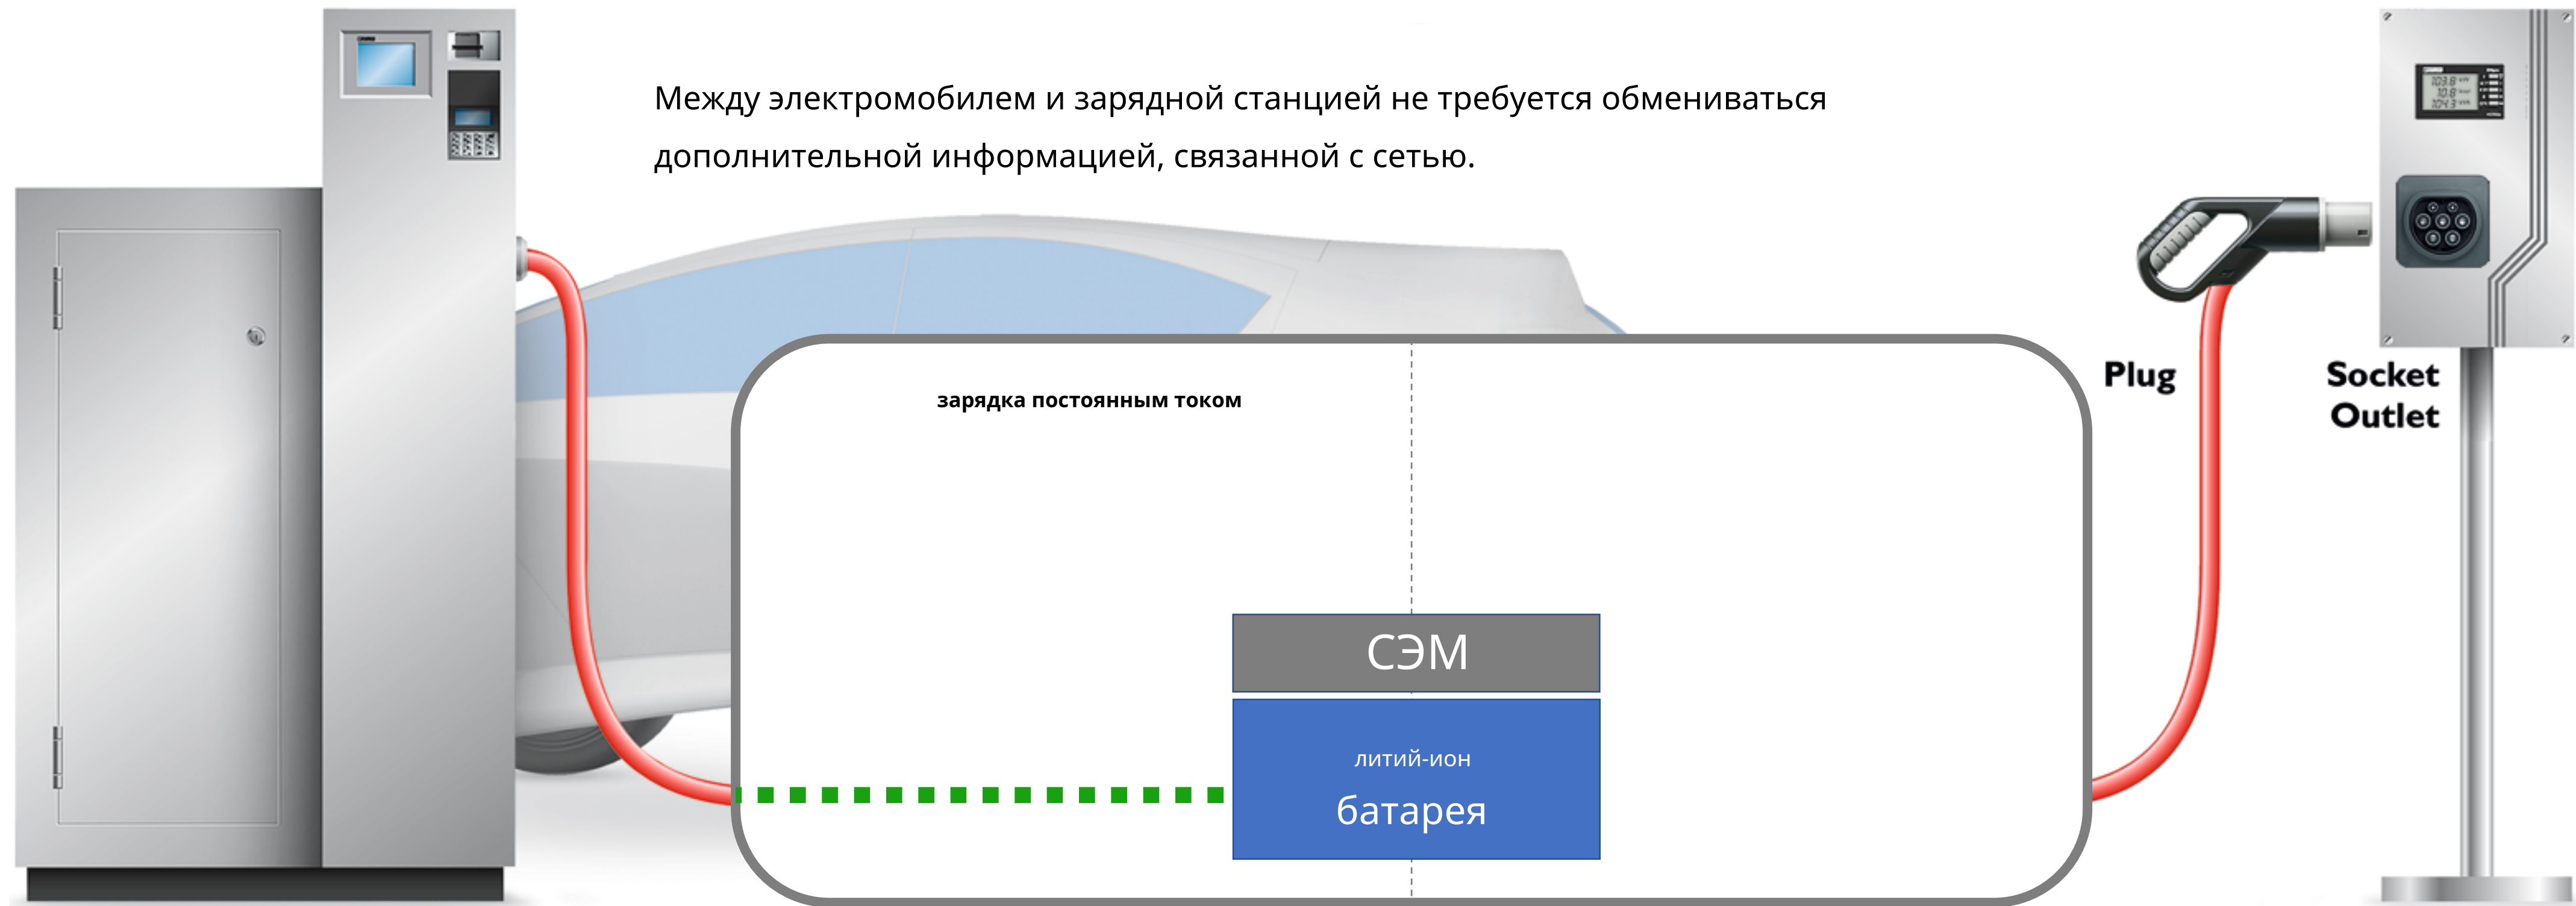 Между электромобилем и зарядной станцией не требуется обмениваться
дополнительной информацией, связанной с сетью.
зарядка постоянным током
Plug
Socket
Outlet
СЭМ
литий-ион
батарея